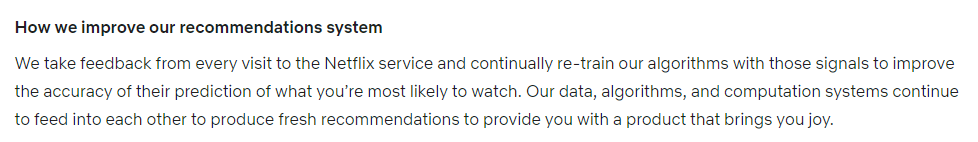 How we improve our recommendations system
We take feedback from every visit to the Netflix service and continually re-train our algorithms with those signals to improve
the accuracy of their prediction of what you’re most likely to watch. Our data, algorithms, and computation systems continue
to feed into each other to produce fresh recommendations to provide you with a product that brings you joy.